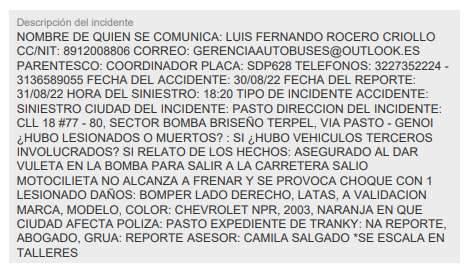 Descripción del incidente
NOMBRE DE QUIEN SE COMUNICA: LUIS FERNANDO ROCERO CRIOLLO
CC/NIT: 8912008806 CORREO: GERENCIAAUTOBUSES@OUTLOOK.ES
PARENTESCO: COORDINADOR PLACA: SDP628 TELEFONOS: 3227352224 -
3136589055 FECHA DEL ACCIDENTE: 30/08/22 FECHA DEL REPORTE:
31/08/22 HORA DEL SINIESTRO: 18:20 TIPO DE INCIDENTE ACCIDENTE:
SINIESTRO CIUDAD DEL INCIDENTE: PASTO DIRECCION DEL INCIDENTE:
CLL 18 #77 - 80, SECTOR BOMBA BRISEÑO TERPEL, VIA PASTO - GENOI
¿HUBO LESIONADOS O MUERTOS? : SI ¿HUBO VEHICULOS TERCEROS
INVOLUCRADOS? SI RELATO DE LOS HECHOS: ASEGURADO AL DAR
VULETA EN LA BOMBA PARA SALIR A LA CARRETERA SALIO
MOTOCILIETA NO ALCANZA A FRENAR Y SE PROVOCA CHOQUE CON 1
LESIONADO DAÑOS: BOMPER LADO DERECHO, LATAS, A VALIDACION
MARCA, MODELO, COLOR: CHEVROLET NPR, 2003, NARANJA EN QUE
CIUDAD AFECTA POLIZA: PASTO EXPEDIENTE DE TRANKY: NA REPORTE,
ABOGADO, GRUA: REPORTE ASESOR: CAMILA SALGADO *SE ESCALA EN
TALLERES